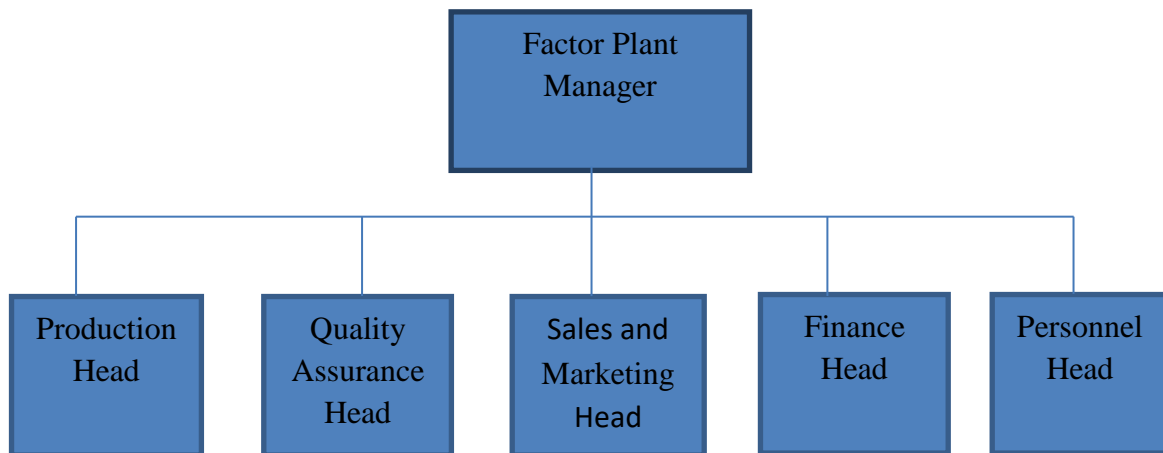 Factor Plant
Manager
Production
Head
Quality
Assurance
Head
Sales and
Marketing
Head
Finance
Head
Personnel
Head